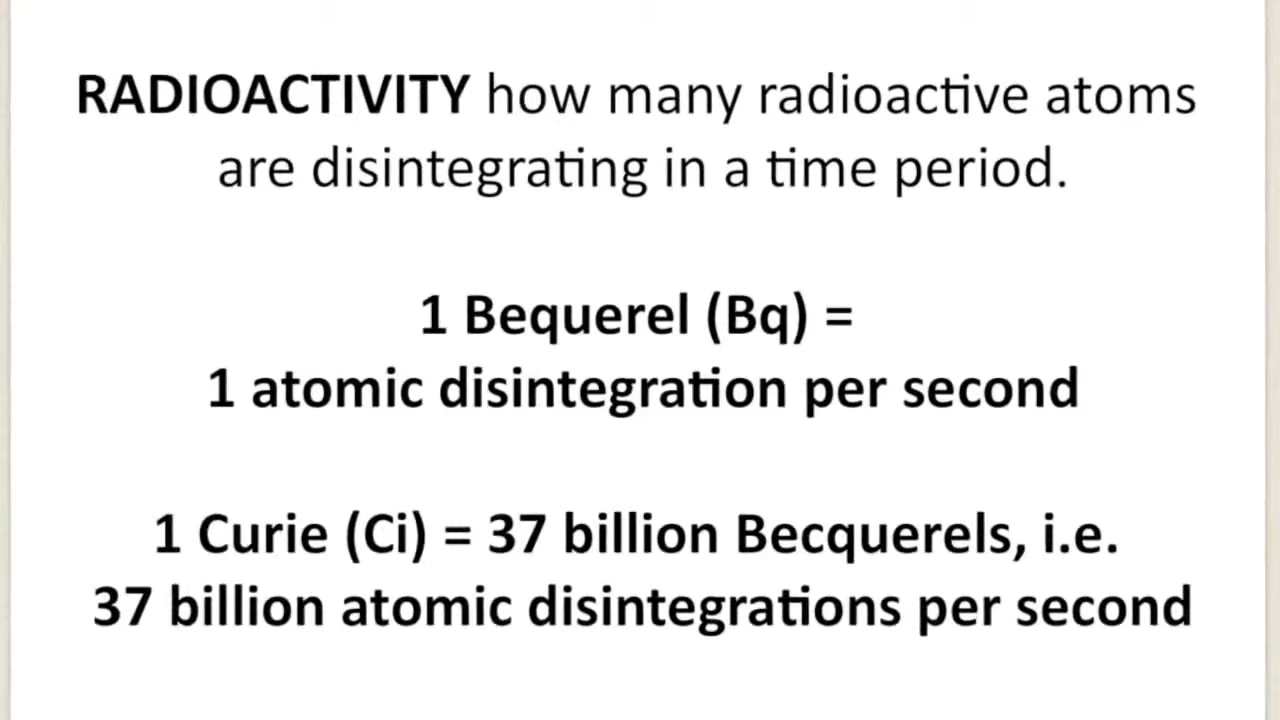 RADIOACTIVITY how many radioactive atoms
are disintegrating in a time period.
1 Bequerel (Bq) =
1 atomic disintegration per second
1 Curie (Ci) = 37 billion Becquerels, i.e.
37 billion atomic disintegrations per second